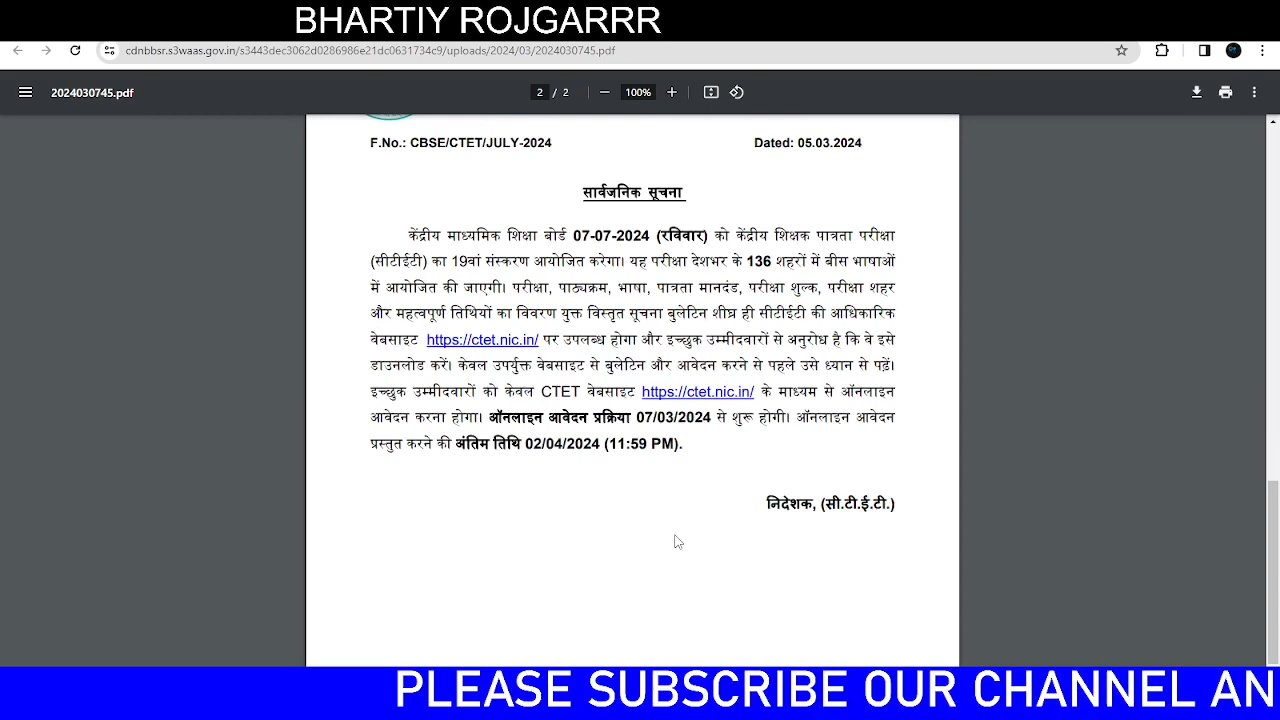 BHARTIY ROJGARRR
cdnbbsr.s3waas.gov.in/s3443dec3062d0286986e21dc0631734c9/uploads/2024/03/2024030745.pdf
2024030745.pdf
2 / 2
100%
F.No.: CBSE/CTET/JULY-2024 Dated: 05.03.2024
सार्वजनिक सूचना
केंद्रीय माध्यमिक शिक्षा बोर्ड 07-07-2024 (रविवार) को केंद्रीय शिक्षक पात्रता परीक्षा
(सीटीईटी) का 19वां संस्करण आयोजित करेगा। यह परीक्षा देशभर के 136 शहरों में बीस भाषाओं
में आयोजित की जाएगी। परीक्षा, पाठ्यक्रम, भाषा, पात्रता मानदंड, परीक्षा शुल्क, परीक्षा शहर
और महत्वपूर्ण तिथियों का विवरण युक्त विस्तृत सूचना बुलेटिन शीघ्र ही सीटीईटी की आधिकारिक
वेबसाइट https://ctet.nic.in/ पर उपलब्ध होगा और इच्छुक उम्मीदवारों से अनुरोध है कि वे इसे
डाउनलोड करें। केवल उपर्युक्त वेबसाइट से बुलेटिन और आवेदन करने से पहले उसे ध्यान से पढ़ें।
इच्छुक उम्मीदवारों को केवल CTET वेबसाइट https://ctet.nic.in/ के माध्यम से ऑनलाइन
आवेदन करना होगा। ऑनलाइन आवेदन प्रक्रिया 07/03/2024 से शुरू होगी। ऑनलाइन आवेदन
प्रस्तुत करने की अंतिम तिथि 02/04/2024 (11:59 PM).
निदेशक, (सी.टी.ई.टी.)
PLEASE SUBSCRIBE OUR CHANNEL AN